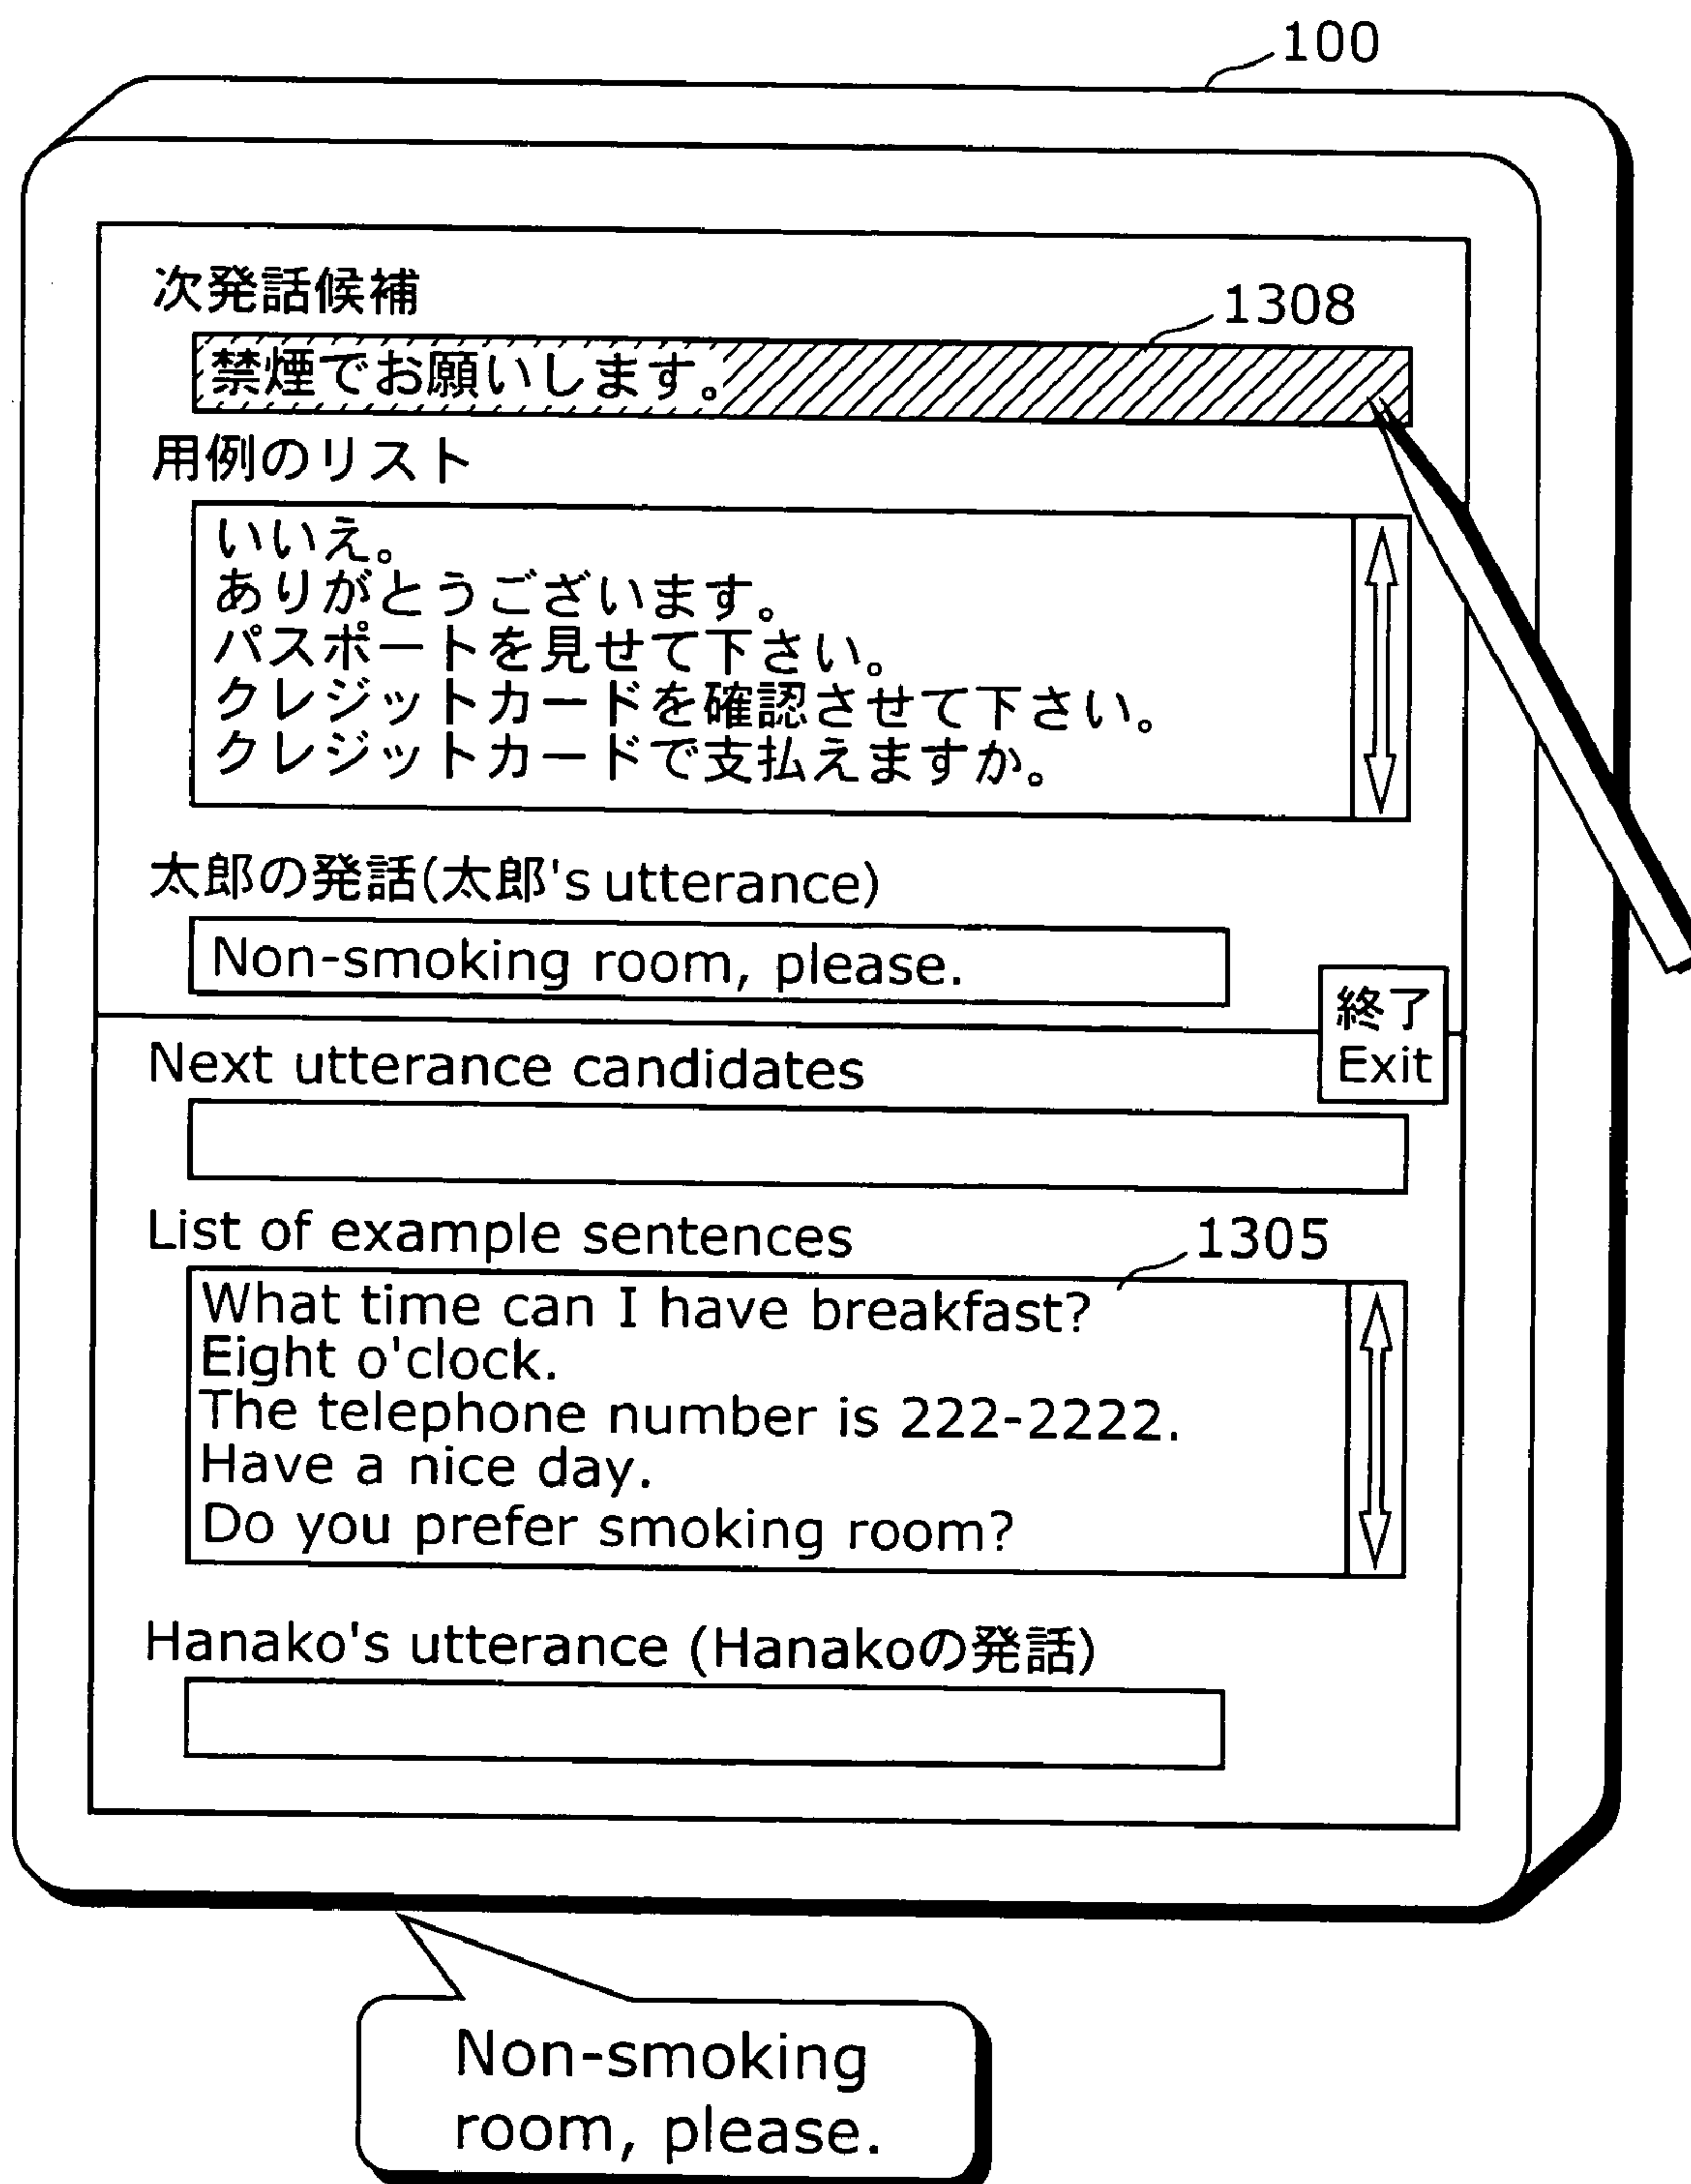 100
次発話候補
1308
禁煙でお願いします。
用例のリスト
いいえ。
ありがとうございます。
パスポートを見せて下さい。
クレジットカードを確認させて下さい。
クレジットカードで支払えますか。
太郎の発話(太郎's utterance)
Non-smoking room, please.
終了
Exit
Next utterance candidates
List of example sentences
1305
What time can I have breakfast?
Eight o'clock.
The telephone number is 222-2222.
Have a nice day.
Do you prefer smoking room?
Hanako's utterance (Hanakoの発話)
Non-smoking
room, please.